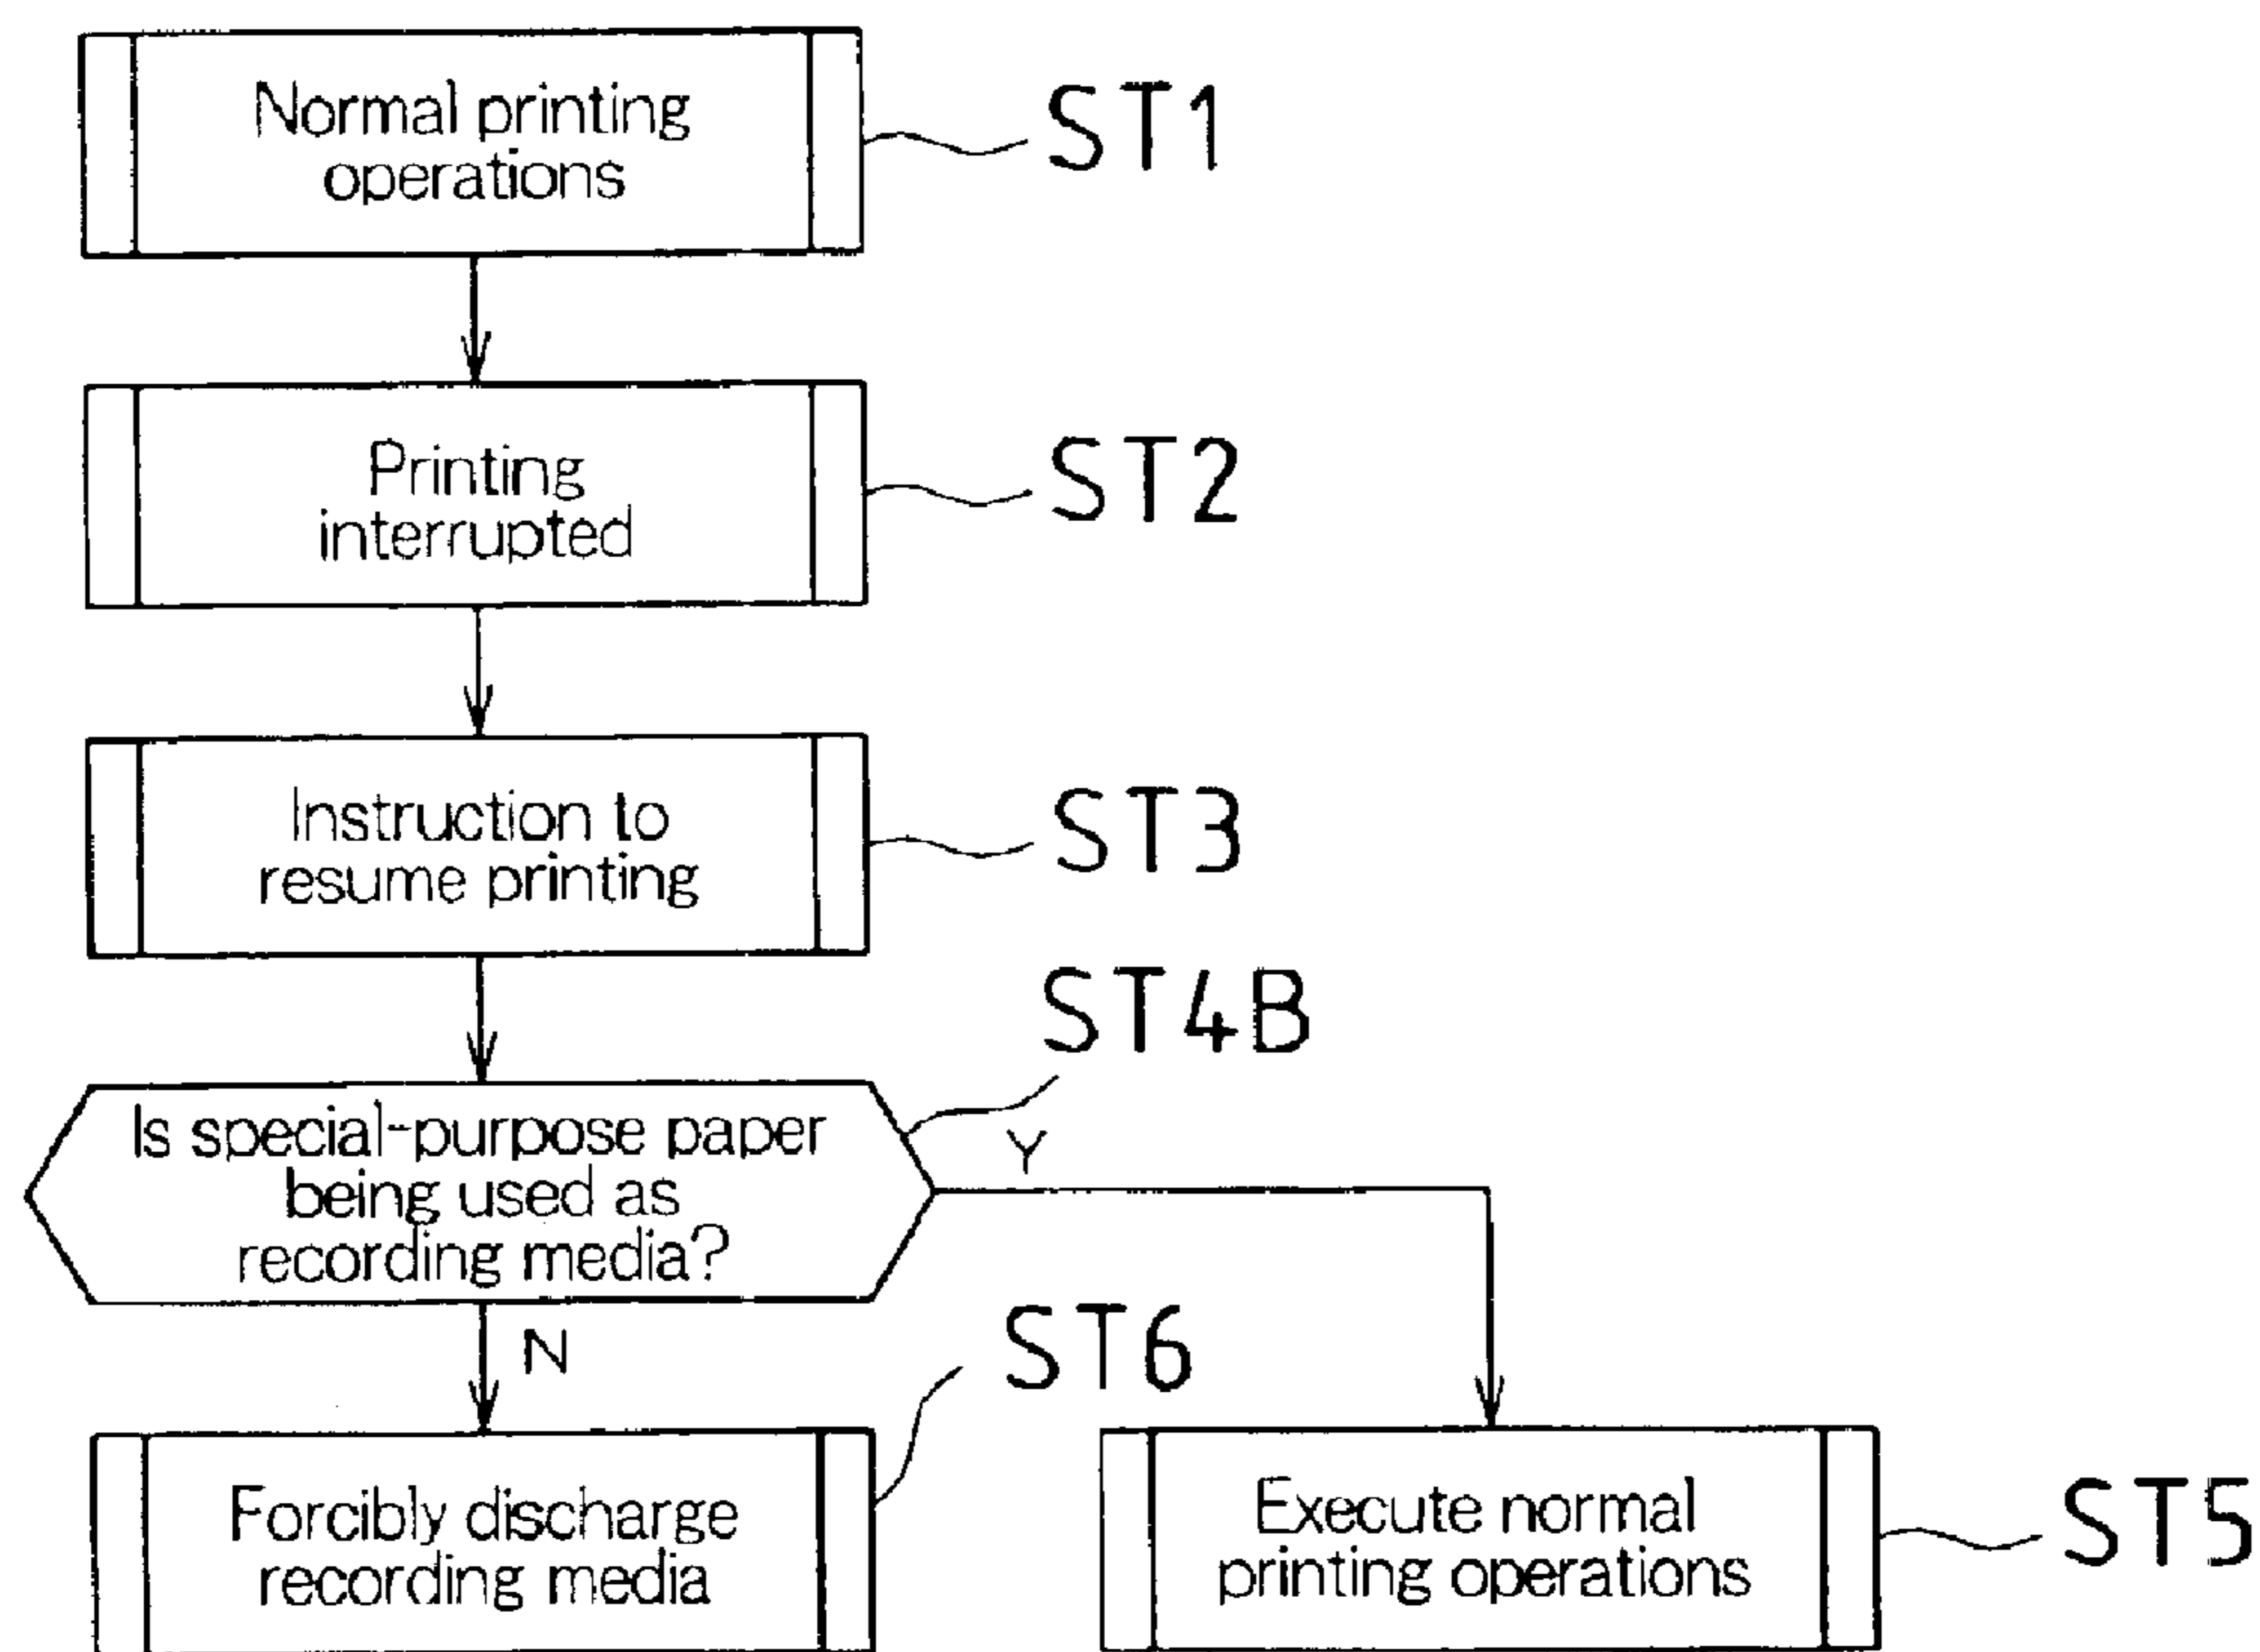 Normal printing
operations
ST1
Printing
interrupted
ST2
Instruction to
resume printing
ST3
ST4B
Is special-purpose paper
being used as
recording media?
Y
N
ST6
Forcibly discharge
recording media
Execute normal
printing operations
ST5